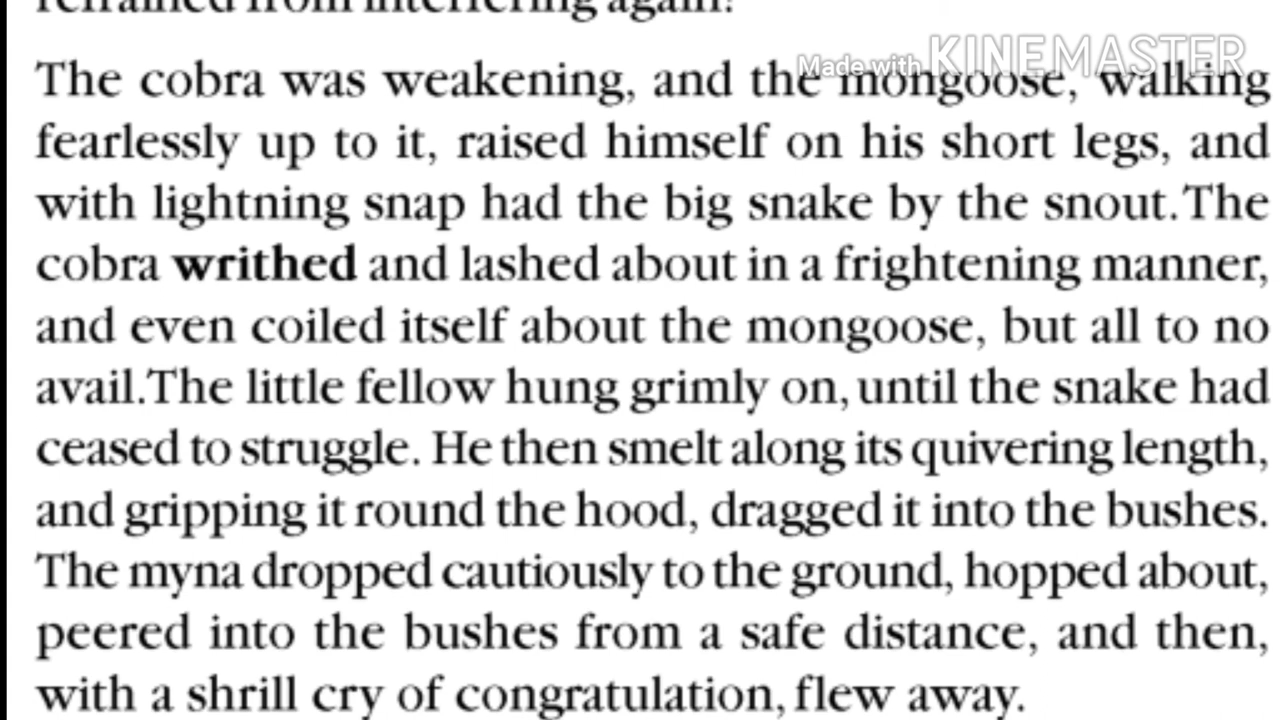 refrained from interfering again!
Made with KINEMASTER
The cobra was weakening, and the mongoose, walking
fearlessly up to it, raised himself on his short legs, and
with lightning snap had the big snake by the snout.The
cobra writhed and lashed about in a frightening manner,
and even coiled itself about the mongoose, but all to no
avail.The little fellow hung grimly on, until the snake had
ceased to struggle. He then smelt along its quivering length,
and gripping it round the hood, dragged it into the bushes.
The myna dropped cautiously to the ground, hopped about,
peered into the bushes from a safe distance, and then,
with a shrill cry of congratulation, flew away.